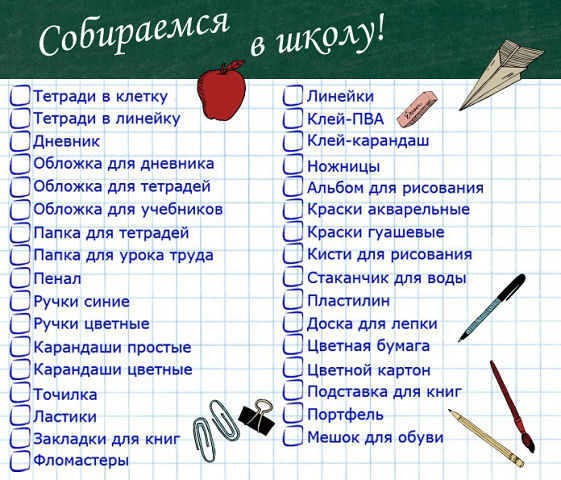 Собираемся в школу!
Тетради в клетку
Тетради в линейку
Дневник
Обложка для дневника
Обложка для тетрадей
Обложка для учебников
Папка для тетрадей
Папка для урока труда
Пенал
Ручки синие
Ручки цветные
Карандаши простые
Карандаши цветные
Точилка
Ластики
Закладки для книг
Фломастеры
Линейки
Клей-ПВА
Клей-карандаш
Ножницы
Альбом для рисования
Краски акварельные
Краски гуашевые
Кисти для рисования
Стаканчик для воды
Пластилин
Доска для лепки
Цветная бумага
Цветной картон
Подставка для книг
Портфель
Мешок для обуви
Eraser